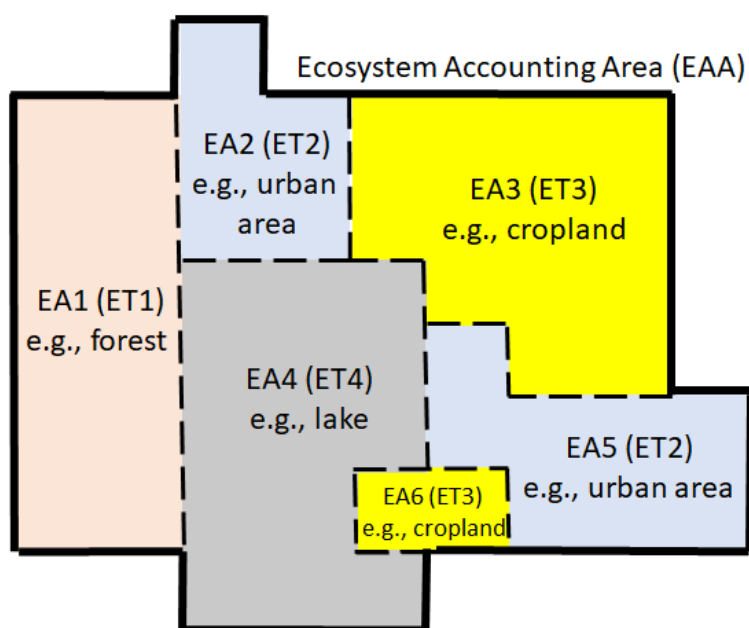 Ecosystem Accounting Area (EAA)
EA2 (ET2)
e.g., urban
area
EA3 (ET3)
e.g., cropland
EA1 (ET1)
e.g., forest
EA4 (ET4)
e.g., lake
EA5 (ET2)
e.g., urban area
EA6 (ET3)
e.g., cropland